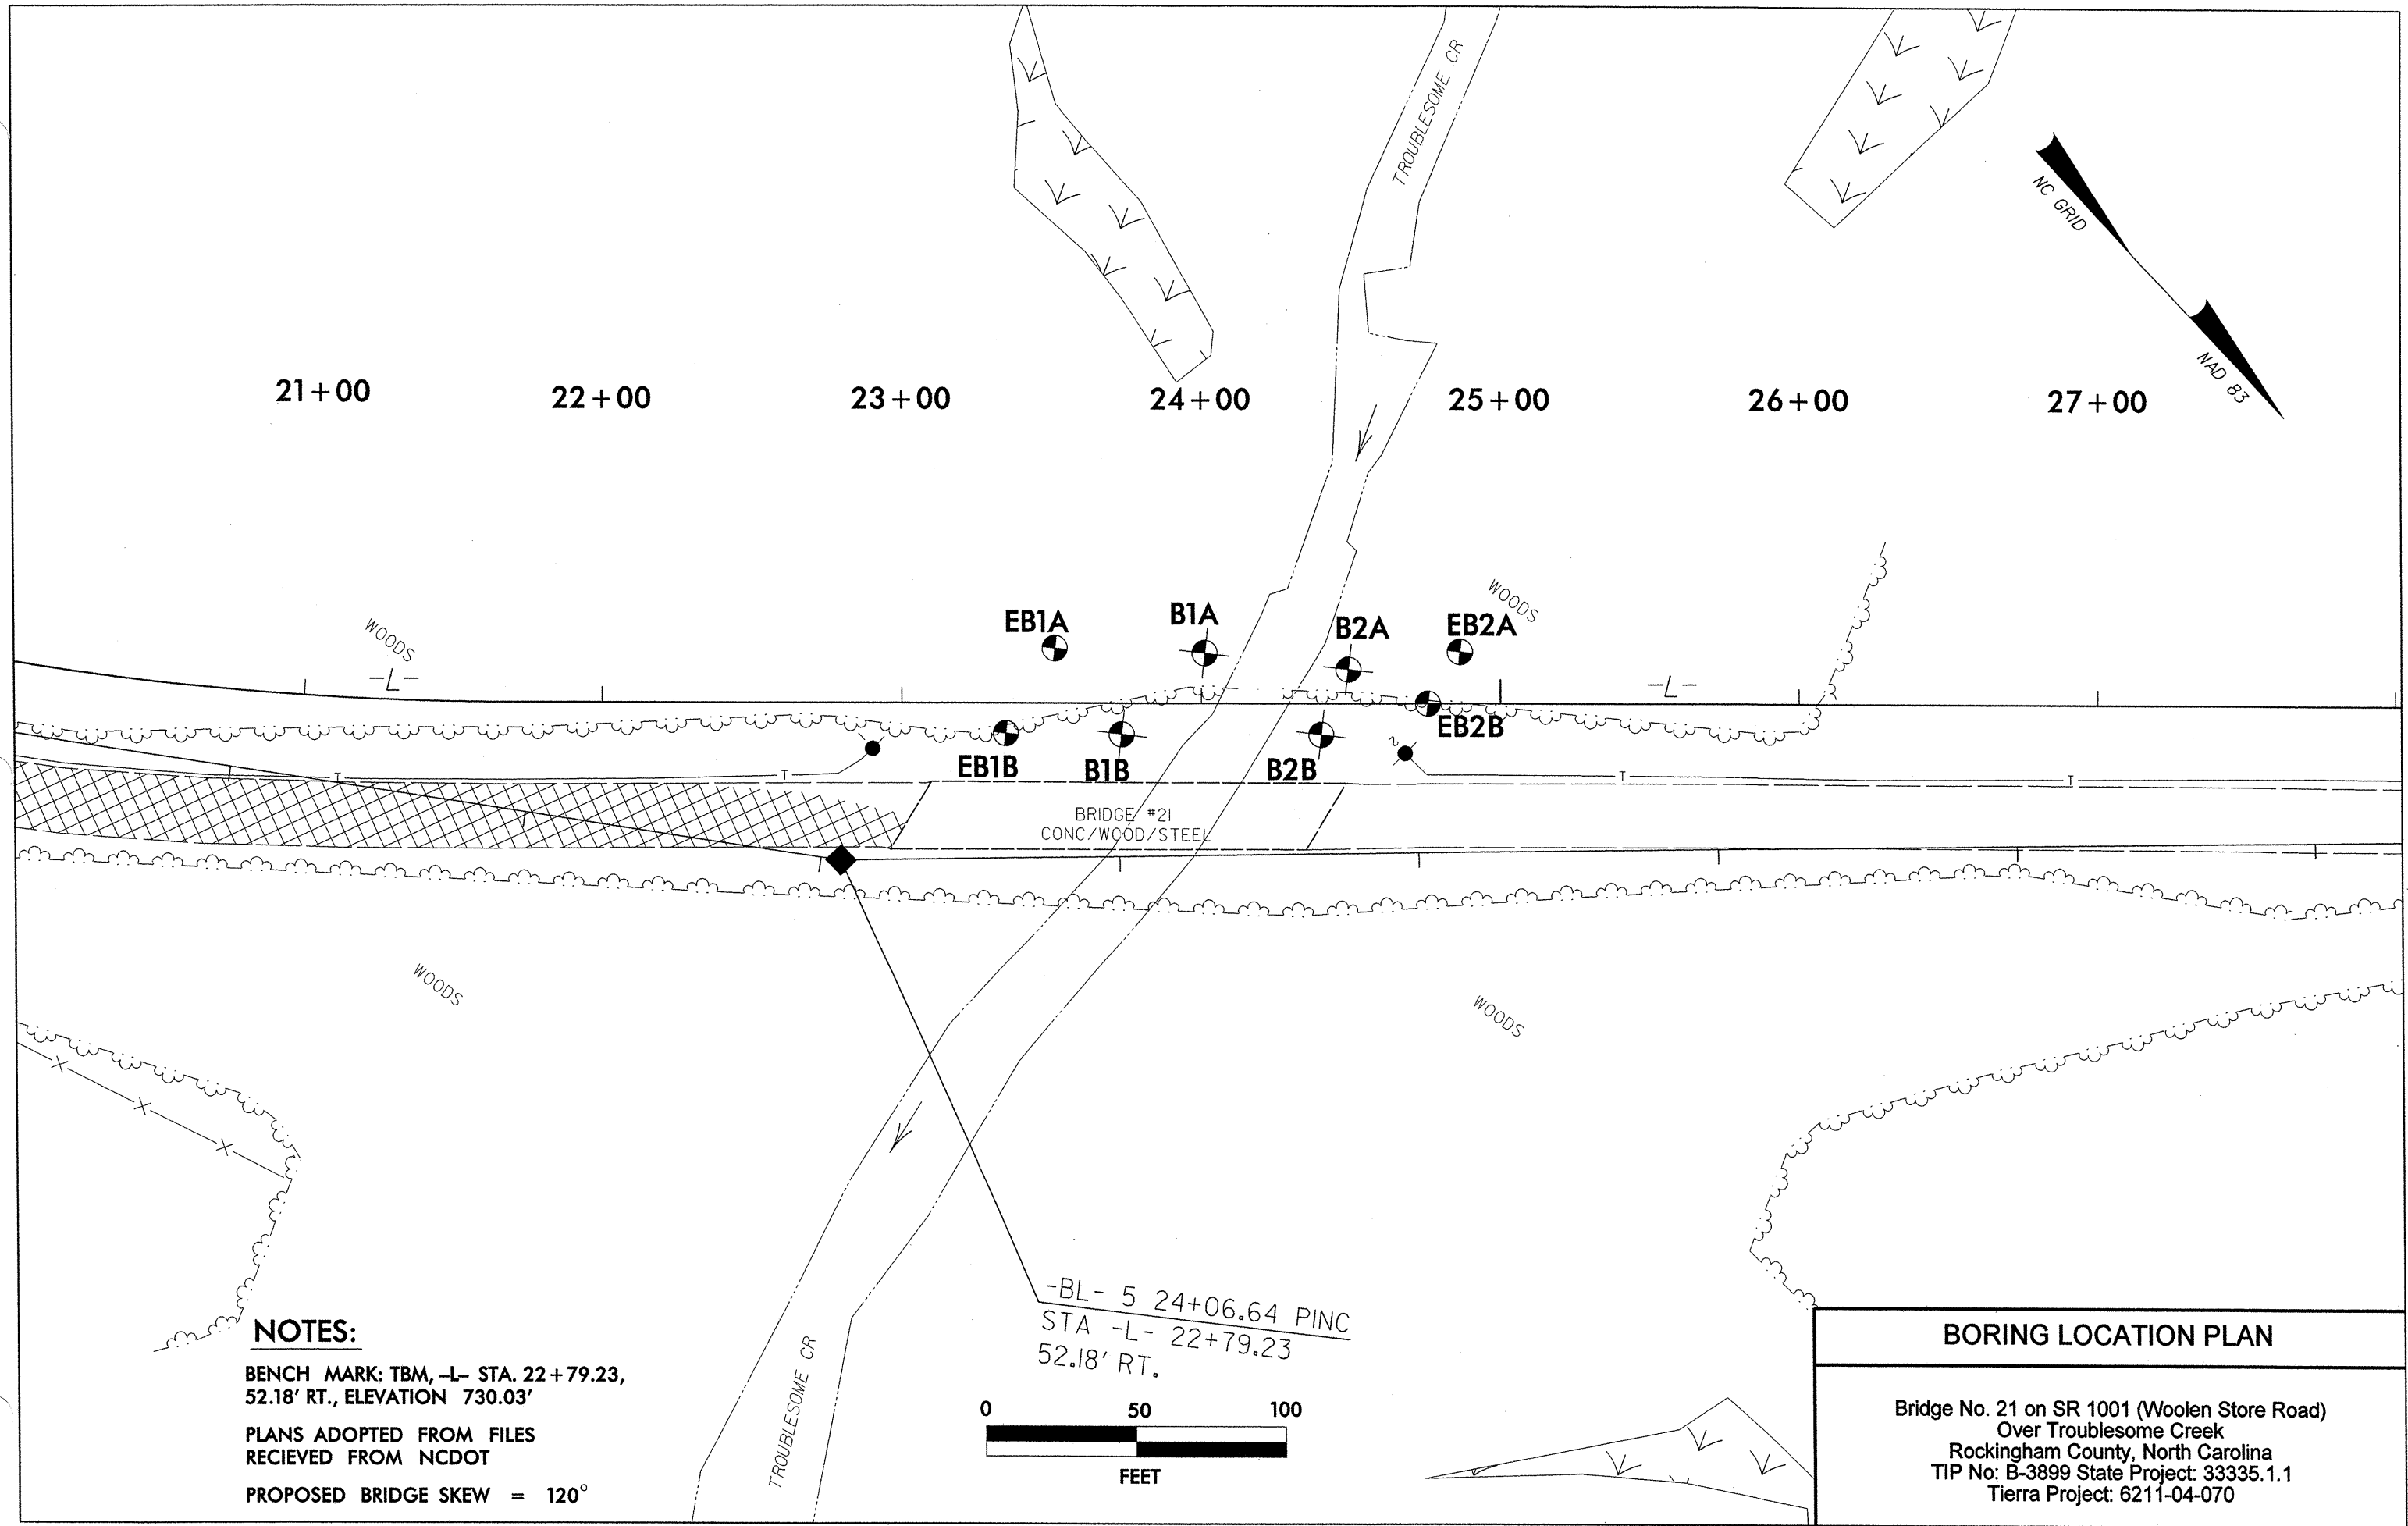 TROUBLESOME CR
NC GRID
NAD 83
21+00
22+00
23+00
24+00
25+00
26+00
27+00
WOODS
WOODS
EB1A
B1A
B2A
EB2A
-L-
-L-
EB2B
EB1B
B1B
B2B
T
T
T
T
BRIDGE #21
CONC/WOOD/STEEL
WOODS
WOODS
-BL- 5 24+06.64 PINC
STA -L- 22+79.23
52.18' RT.
TROUBLESOME CR
NOTES:
BENCH MARK: TBM, -L- STA. 22+79.23,
52.18' RT., ELEVATION 730.03'
PLANS ADOPTED FROM FILES
RECIEVED FROM NCDOT
PROPOSED BRIDGE SKEW = 120°
0 50 100
FEET
BORING LOCATION PLAN
Bridge No. 21 on SR 1001 (Woolen Store Road)
Over Troublesome Creek
Rockingham County, North Carolina
TIP No: B-3899 State Project: 33335.1.1
Tierra Project: 6211-04-070